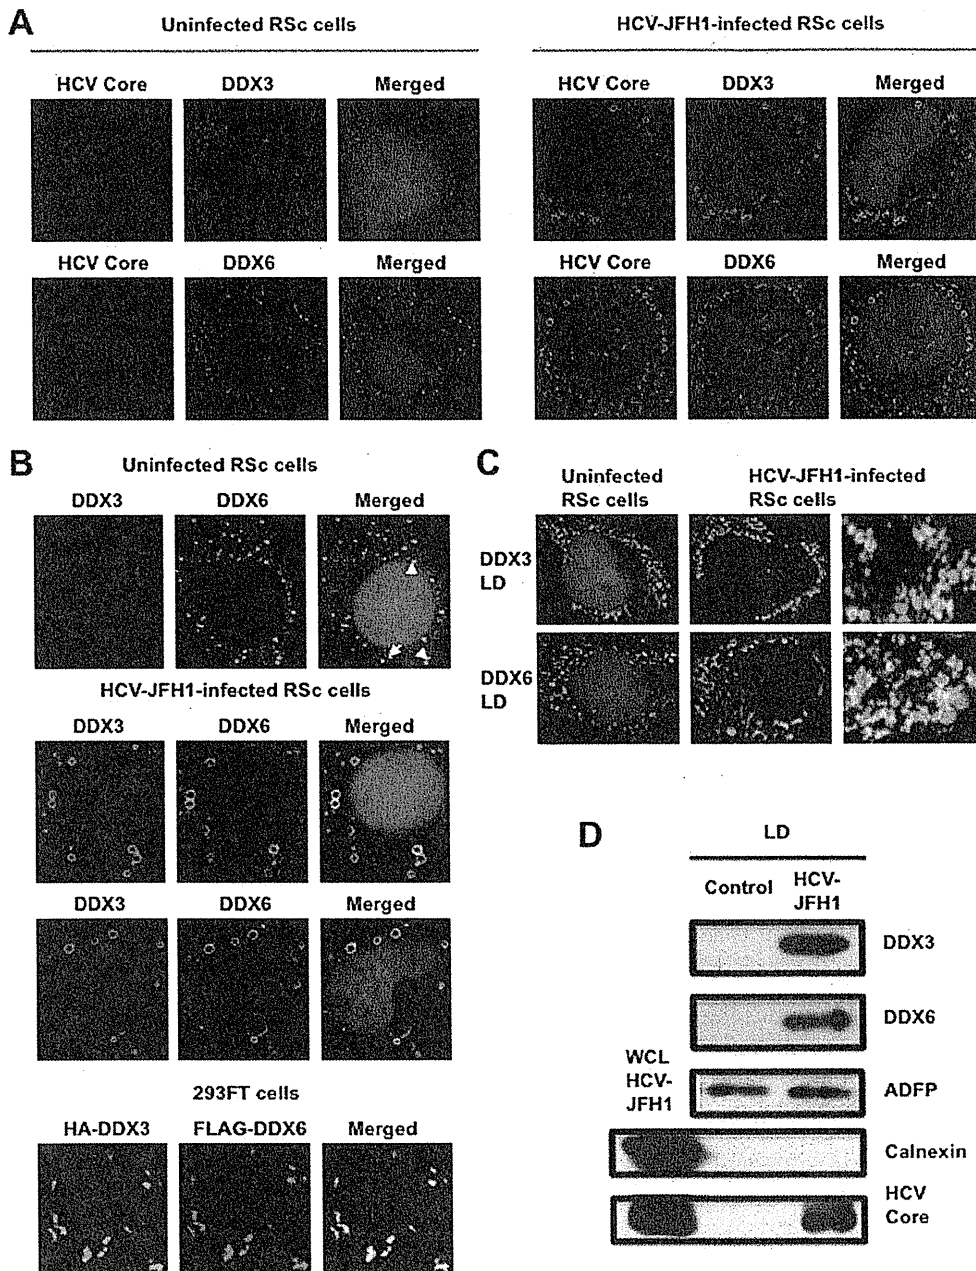 A
Uninfected RSc cells
HCV-JFH1-infected RSc cells
HCV Core DDX3 Merged
HCV Core DDX3 Merged
HCV Core DDX6 Merged
HCV Core DDX6 Merged
B
Uninfected RSc cells
DDX3 DDX6 Merged
HCV-JFH1-infected RSc cells
DDX3 DDX6 Merged
DDX3 DDX6 Merged
293FT cells
HA-DDX3 FLAG-DDX6 Merged
C
Uninfected
RSc cells
HCV-JFH1-infected
RSc cells
DDX3
LD
DDX6
LD
D
LD
Control
HCV-
JFH1
DDX3
DDX6
WCL
HCV-
JFH1
ADFP
Calnexin
HCV
Core